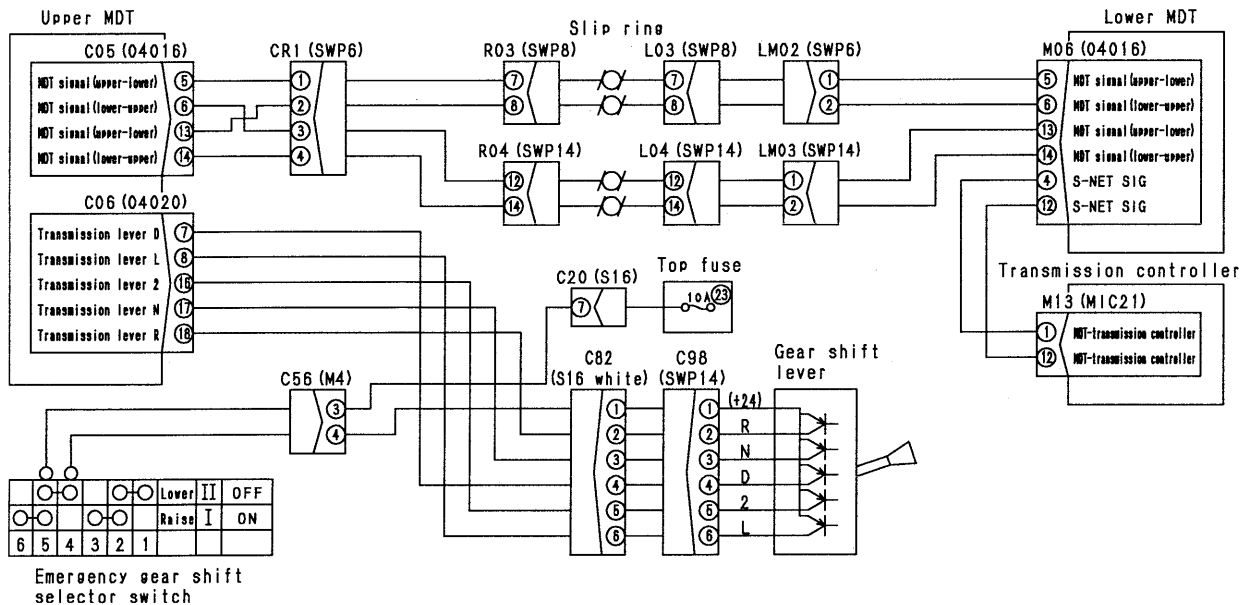 Upper MDT
C05 (04016)
MDT signal (upper-lower) 5
MDT signal (lower-upper) 6
MDT signal (upper-lower) 13
MDT signal (lower-upper) 14
C06 (04020)
Transmission lever D 7
Transmission lever L 8
Transmission lever 2 16
Transmission lever N 17
Transmission lever R 18
CR1 (SWP6)
1
2
3
4
Slip ring
R03 (SWP8)
7
8
L03 (SWP8)
7
8
LM02 (SWP6)
1
2
R04 (SWP14)
12
14
L04 (SWP14)
12
14
LM03 (SWP14)
1
2
Lower MDT
M06 (04016)
5 MDT signal (upper-lower)
6 MDT signal (lower-upper)
13 MDT signal (upper-lower)
14 MDT signal (lower-upper)
4 S-NET SIG
12 S-NET SIG
Transmission controller
M13 (MIC21)
1 MDT-transmission controller
12 MDT-transmission controller
C20 (S16)
7
Top fuse
10A 23
C56 (M4)
3
4
C82
(S16 white)
1
2
3
4
5
6
C98
(SWP14)
1
2
3
4
5
6
Gear shift
lever
(+24)
R
N
D
2
L
Lower II OFF
Raise I ON
6 5 4 3 2 1
Emergency gear shift
selector switch